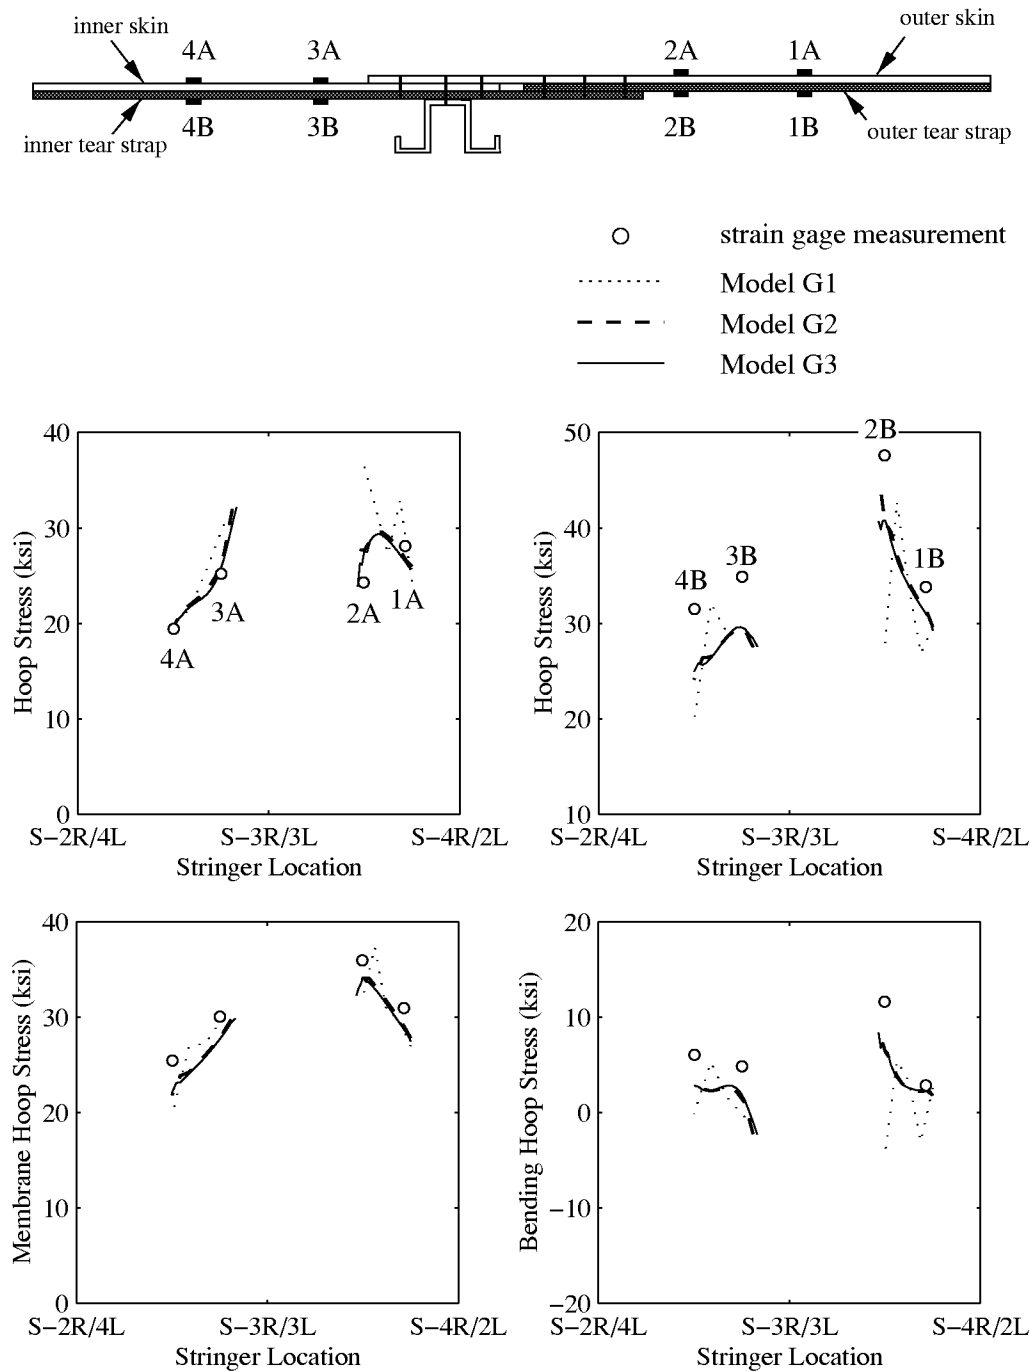 inner skin
outer skin
4A 3A 2A 1A
4B 3B 2B 1B
inner tear strap
outer tear strap
strain gage measurement
Model G1
Model G2
Model G3
Hoop Stress (ksi)
40
30
20
10
0
3A
4A
2A
1A
S−2R/4L S−3R/3L S−4R/2L
Stringer Location
Hoop Stress (ksi)
50
40
30
20
10
2B
3B
4B
1B
S−2R/4L S−3R/3L S−4R/2L
Stringer Location
Membrane Hoop Stress (ksi)
40
30
20
10
0
S−2R/4L S−3R/3L S−4R/2L
Stringer Location
Bending Hoop Stress (ksi)
20
10
0
−10
−20
S−2R/4L S−3R/3L S−4R/2L
Stringer Location